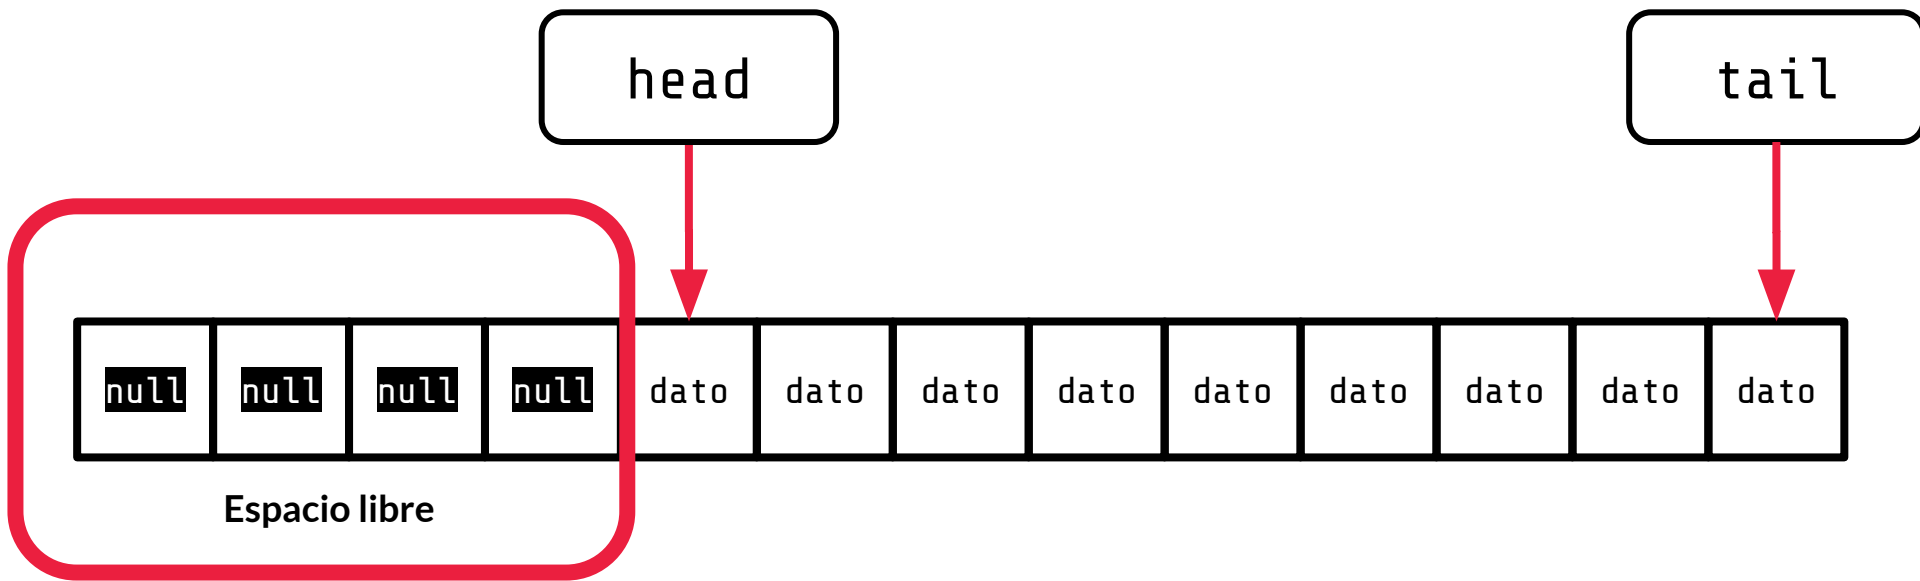 head
tail
null null null null dato dato dato dato dato dato dato dato dato
Espacio libre